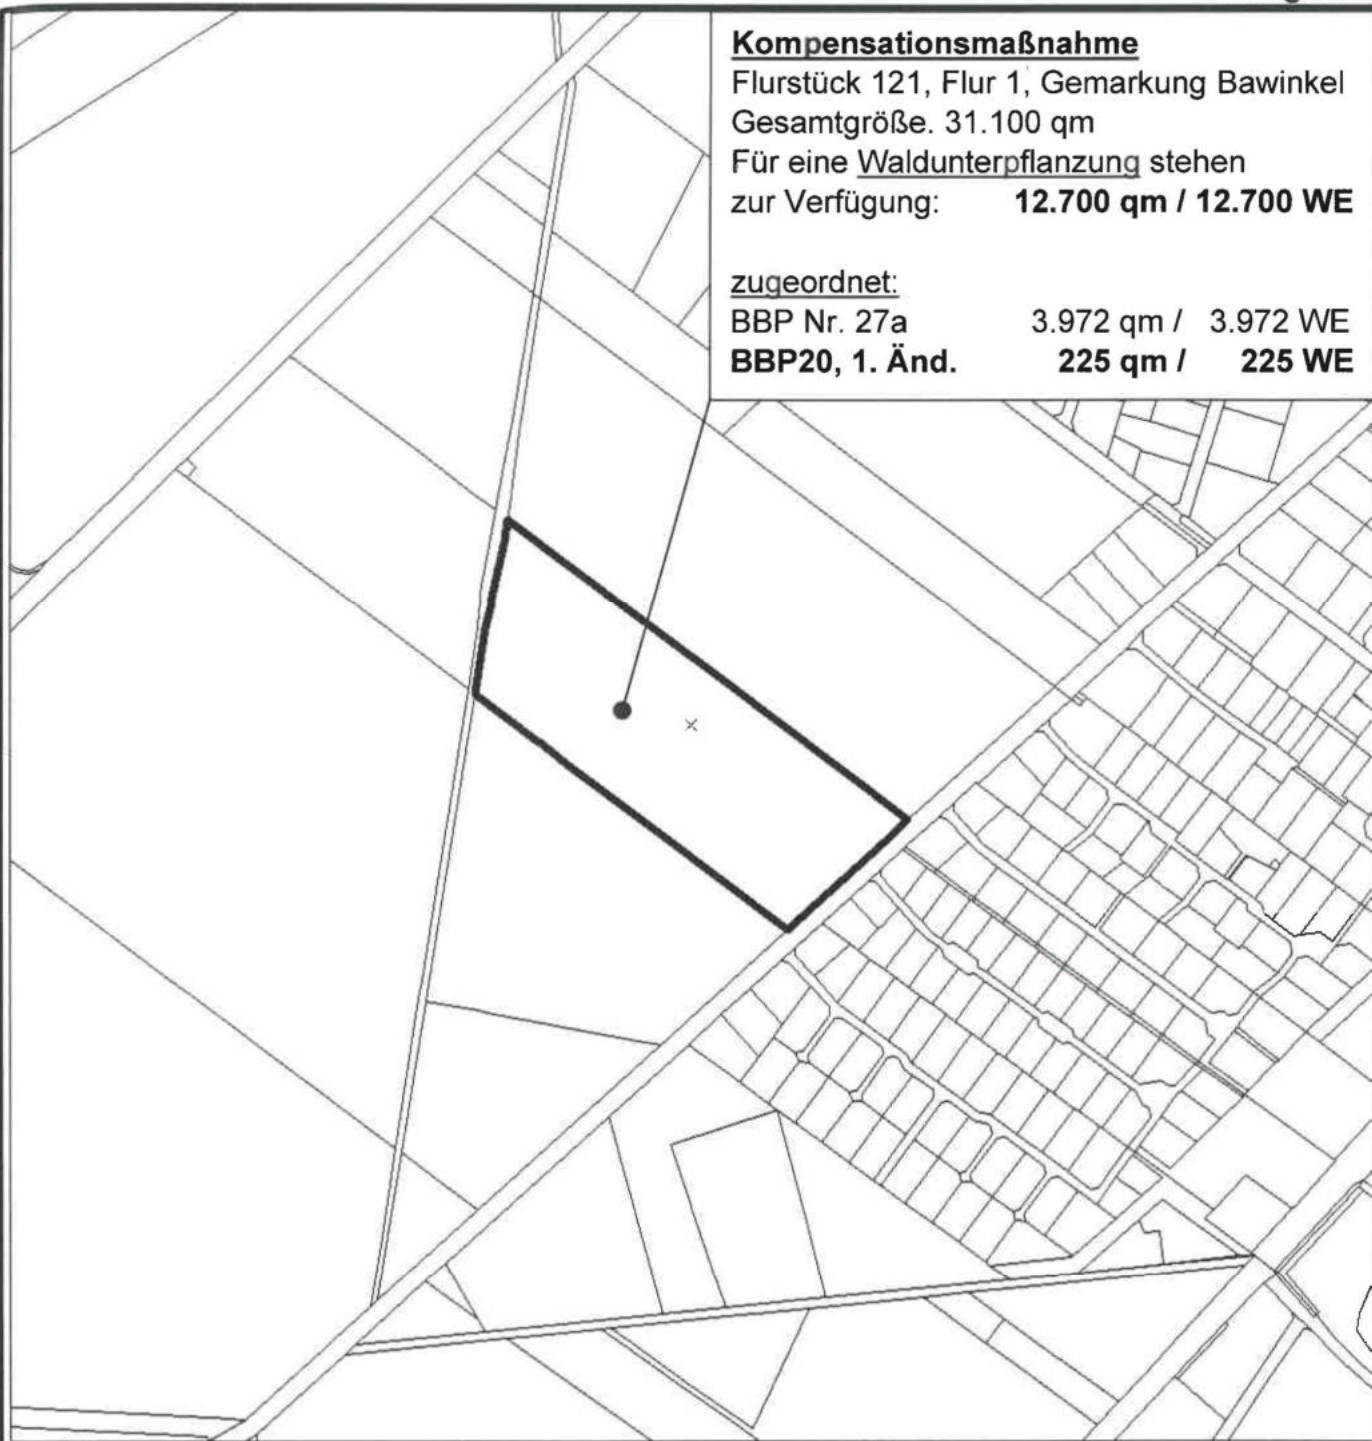 Kompensationsmaßnahme
Flurstück 121, Flur 1, Gemarkung Bawinkel
Gesamtgröße. 31.100 qm
Für eine Waldunterpflanzung stehen
zur Verfügung: 12.700 qm / 12.700 WE
zugeordnet:
BBP Nr. 27a 3.972 qm / 3.972 WE
BBP20, 1. Änd. 225 qm / 225 WE